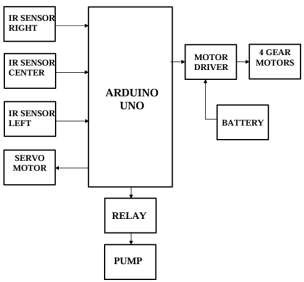 IR SENSOR
RIGHT
IR SENSOR
CENTER
IR SENSOR
LEFT
SERVO
MOTOR
ARDUINO
UNO
MOTOR
DRIVER
4 GEAR
MOTORS
BATTERY
RELAY
PUMP